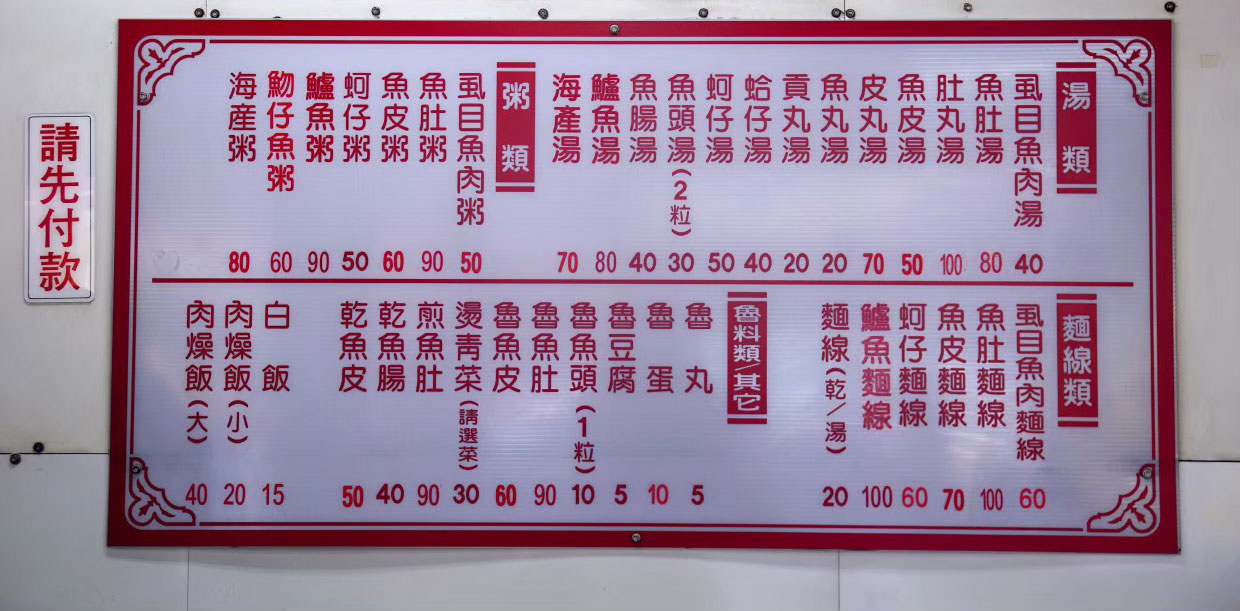 湯類
虱目魚肉湯 40
魚肚湯 80
肚丸湯 100
魚皮湯 50
皮丸湯 70
魚丸湯 20
貢丸湯 20
蛤仔湯 40
蚵仔湯 50
魚頭湯(2粒) 30
魚腸湯 40
鱸魚湯 80
海產湯 70
粥類
虱目魚肉粥 50
魚肚粥 90
魚皮粥 60
蚵仔粥 50
鱸魚粥 90
魩仔魚粥 60
海産粥 80
麵線類
虱目魚肉麵線 60
魚肚麵線 100
魚皮麵線 70
蚵仔麵線 60
鱸魚麵線 100
麵線(乾/湯) 20
魯料類/其它
魯丸 5
魯蛋 10
魯豆腐 5
魯魚頭(1粒) 10
魯魚肚 90
魯魚皮 60
燙青菜(請選菜) 30
煎魚肚 90
乾魚腸 40
乾魚皮 50
白飯 15
肉燥飯(小) 20
肉燥飯(大) 40
請先付款